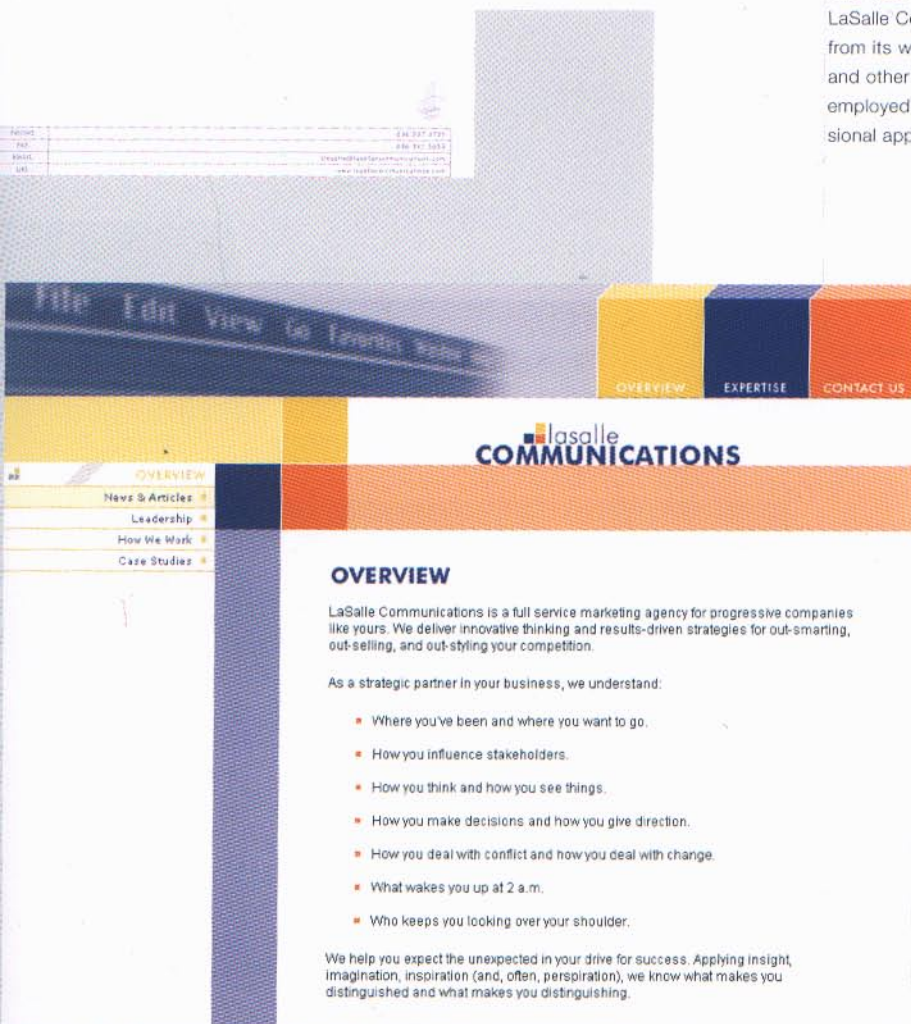 LaSalle C
from its w
and other
employed
sional app
FAX
EMAIL
URL
File Edit View Go Favorites
OVERVIEW
EXPERTISE
CONTACT US
lasalle
COMMUNICATIONS
OVERVIEW
News & Articles
Leadership
How We Work
Case Studies
OVERVIEW
LaSalle Communications is a full service marketing agency for progressive companies
like yours. We deliver innovative thinking and results-driven strategies for out-smarting,
out-selling, and out-styling your competition.
As a strategic partner in your business, we understand:
Where you've been and where you want to go.
How you influence stakeholders.
How you think and how you see things.
How you make decisions and how you give direction.
How you deal with conflict and how you deal with change.
What wakes you up at 2 a.m.
Who keeps you looking over your shoulder.
We help you expect the unexpected in your drive for success. Applying insight,
imagination, inspiration (and, often, perspiration), we know what makes you
distinguished and what makes you distinguishing.